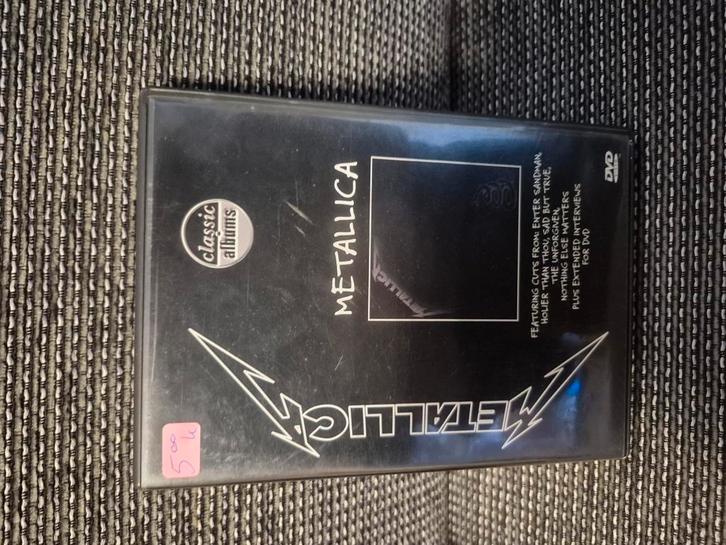 classic
albums
METALLICA
METALLICA
METALLICA
FEATURING CUTS FROM: ENTER SANDMAN,
HOLIER THAN THOU, SAD BUT TRUE,
THE UNFORGIVEN,
NOTHING ELSE MATTERS
PLUS EXTENDED INTERVIEWS
FOR DVD
DVD
5 00